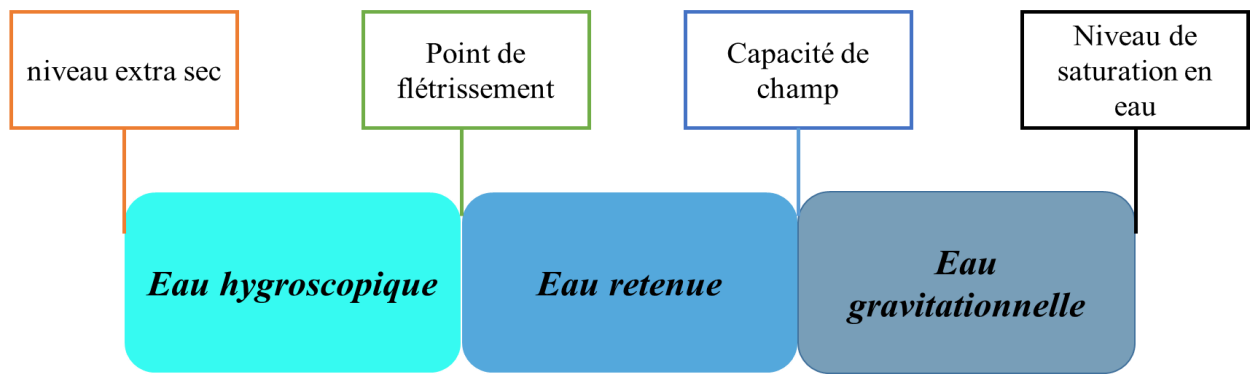 niveau extra sec
Point de
flétrissement
Capacité de
champ
Niveau de
saturation en
eau
Eau hygroscopique
Eau retenue
Eau
gravitationnelle